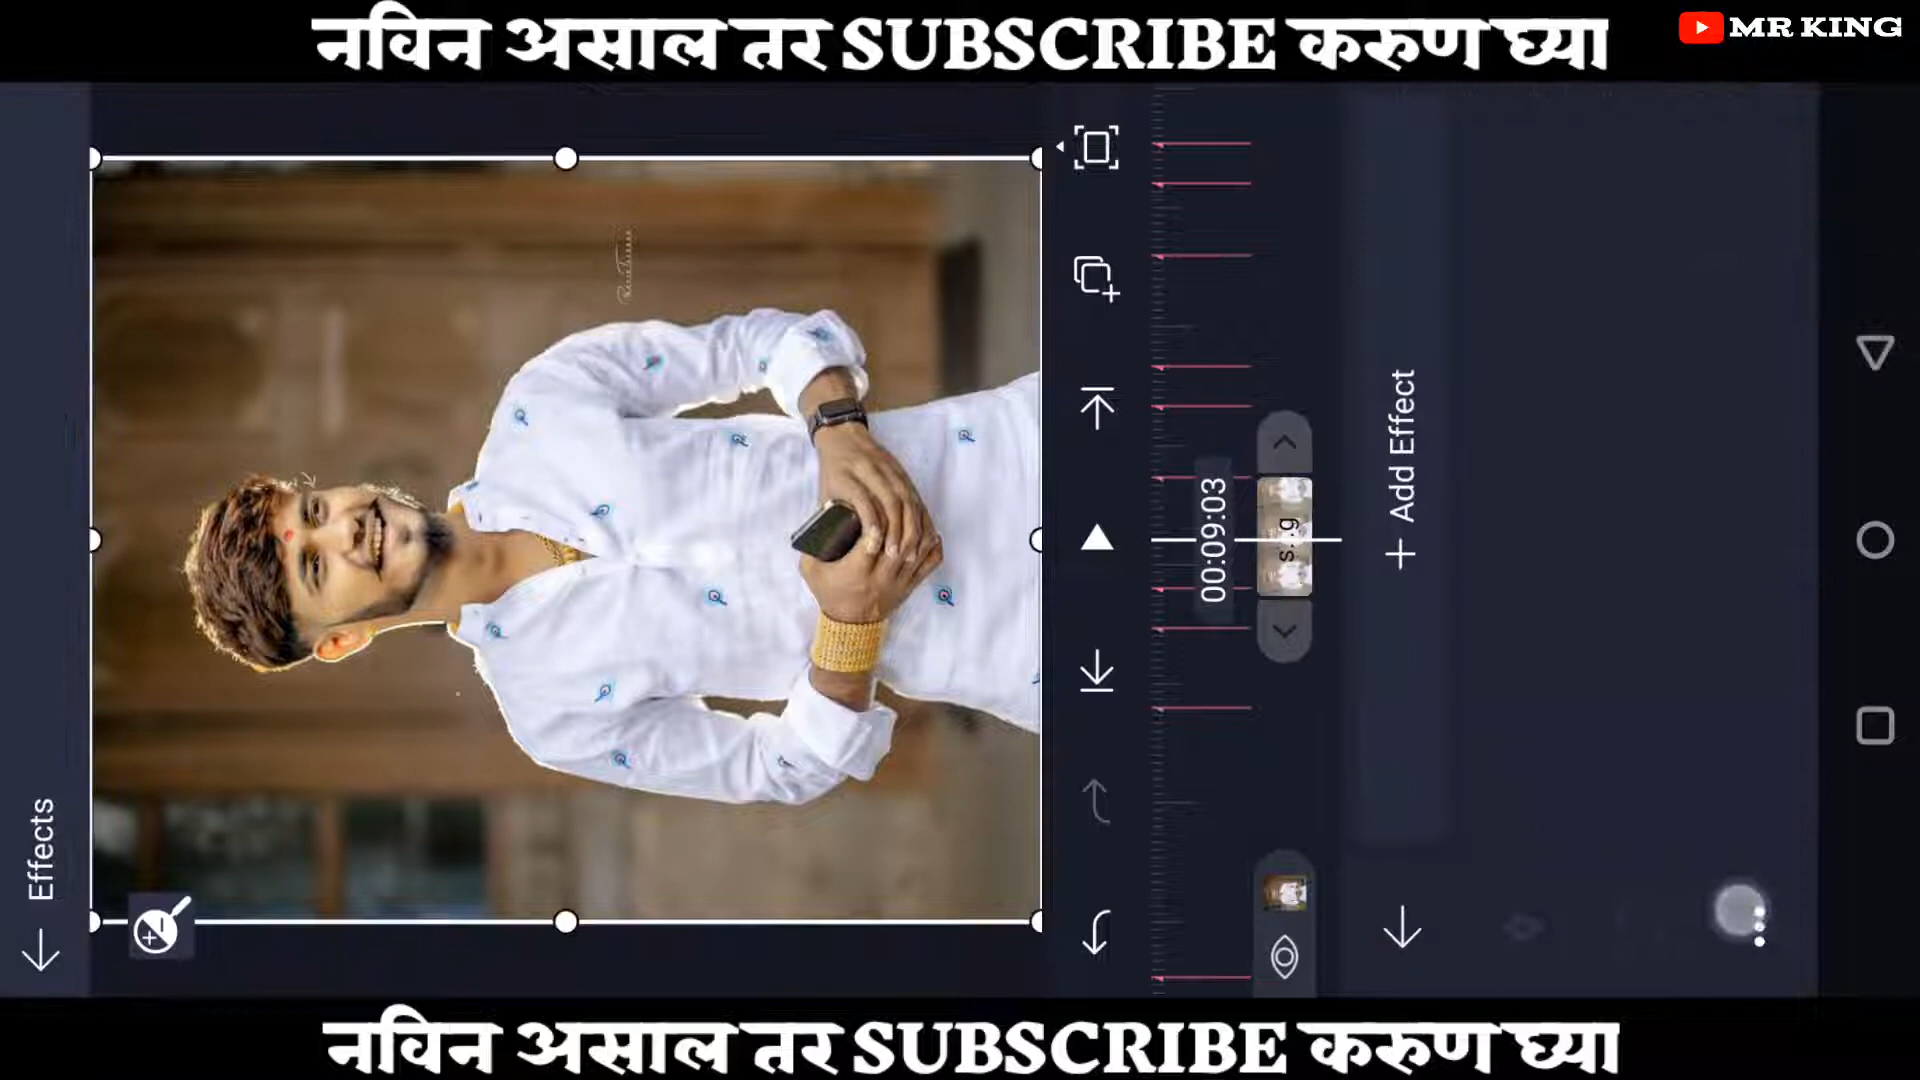 नविन असाल तर SUBSCRIBE करुण घ्या
MR KING
Effects
00:09:03
s...g
+ Add Effect
नविन असाल तर SUBSCRIBE करुण घ्या